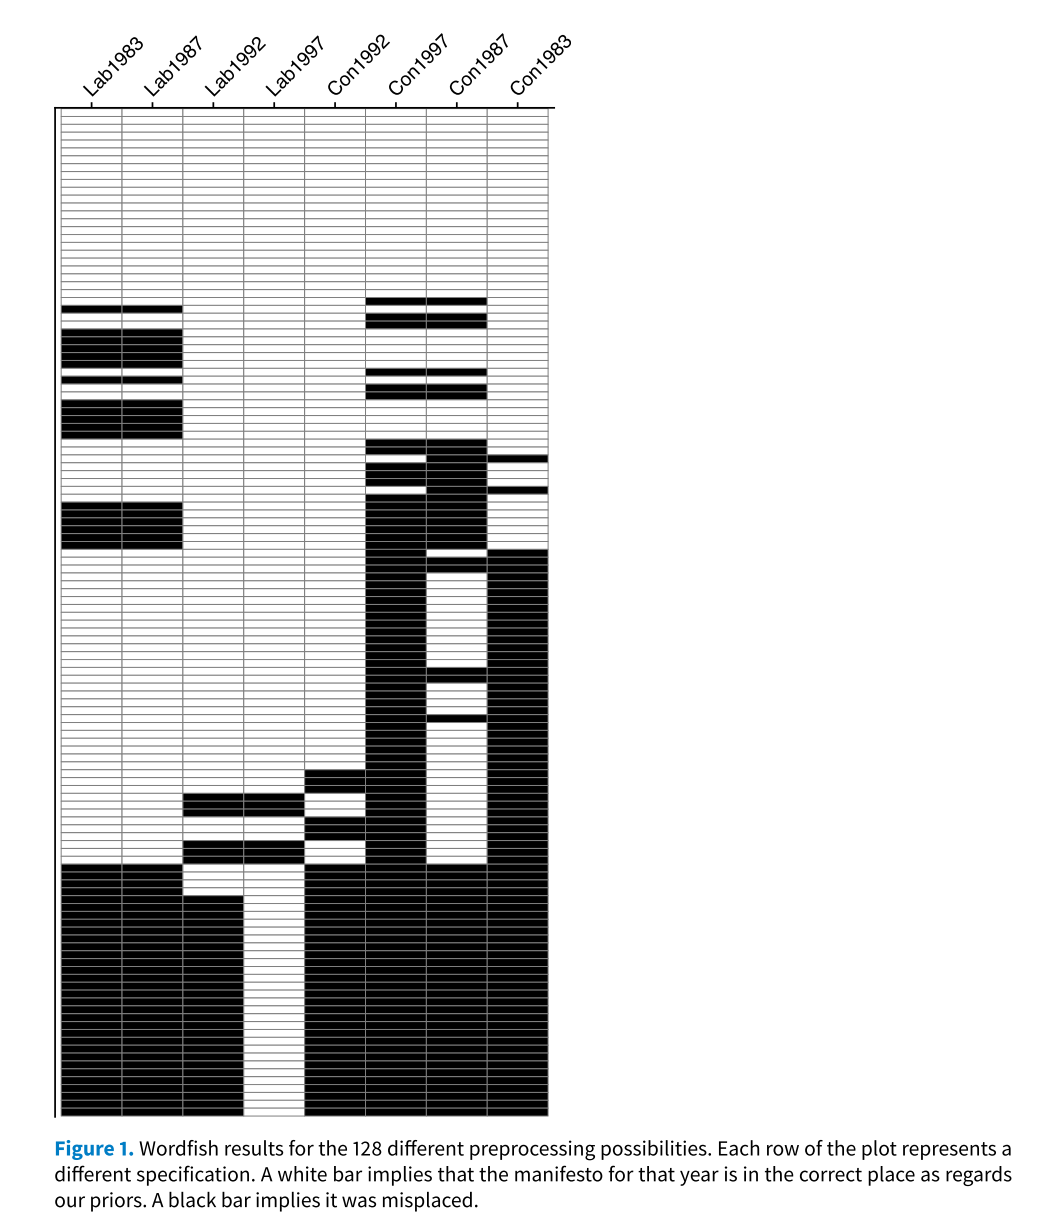 Lab1983
Lab1987
Lab1992
Lab1997
Con1992
Con1997
Con1987
Con1983
Figure 1. Wordfish results for the 128 different preprocessing possibilities. Each row of the plot represents a
different specification. A white bar implies that the manifesto for that year is in the correct place as regards
our priors. A black bar implies it was misplaced.